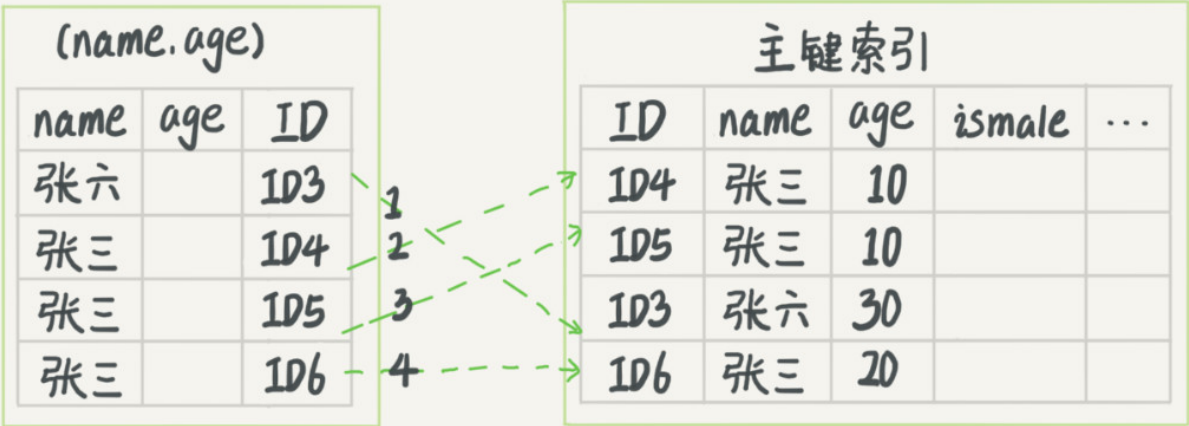 (name.age)
name age ID
张六 ID3
张三 ID4
张三 ID5
张三 ID6
1
2
3
4
主键索引
ID name age ismale ...
ID4 张三 10
ID5 张三 10
ID3 张六 30
ID6 张三 20